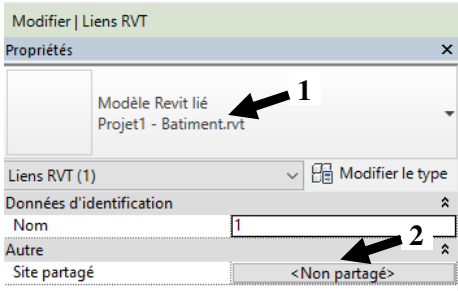 Modifier | Liens RVT
Propriétés
×
Modèle Revit lié
Projet1 - Batiment.rvt
1
Liens RVT (1)
Modifier le type
Données d'identification
Nom
1
Autre
2
Site partagé
<Non partagé>